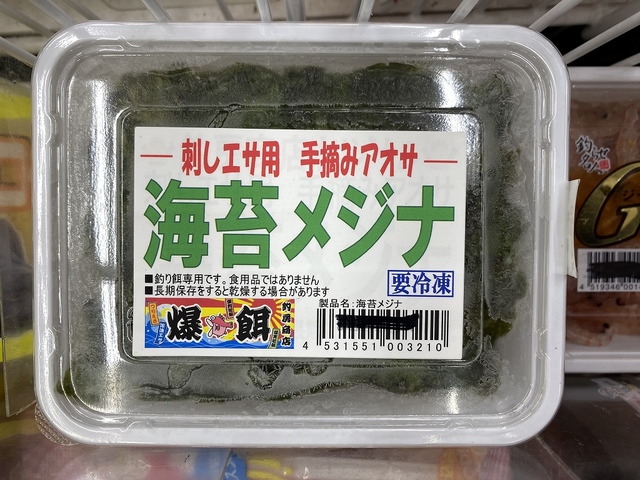 刺しエサ用 手摘みアオサ
海苔メジナ
■釣り餌専用です。食用品ではありません
■長期保存をすると乾燥する場合があります
要冷凍
爆餌
製品名:海苔メジナ
4 531551 003210
G
4 519346 001